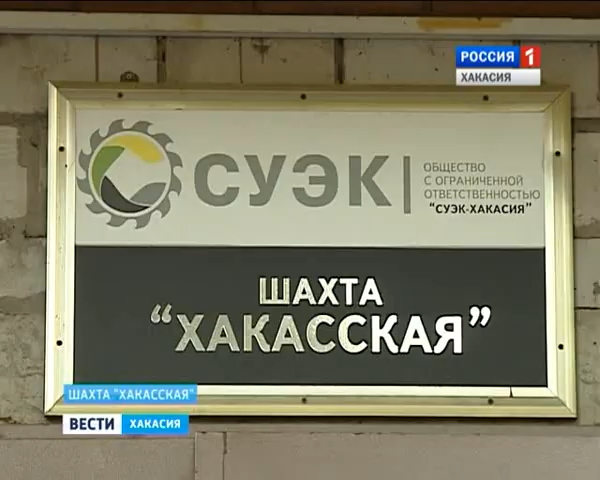 РОССИЯ 1
ХАКАСИЯ
СУЭК
ОБЩЕСТВО
С ОГРАНИЧЕННОЙ
ОТВЕТСТВЕННОСТЬЮ
“СУЭК-ХАКАСИЯ”
ШАХТА
“ХАКАССКАЯ”
ШАХТА "ХАКАССКАЯ"
ВЕСТИ ХАКАСИЯ